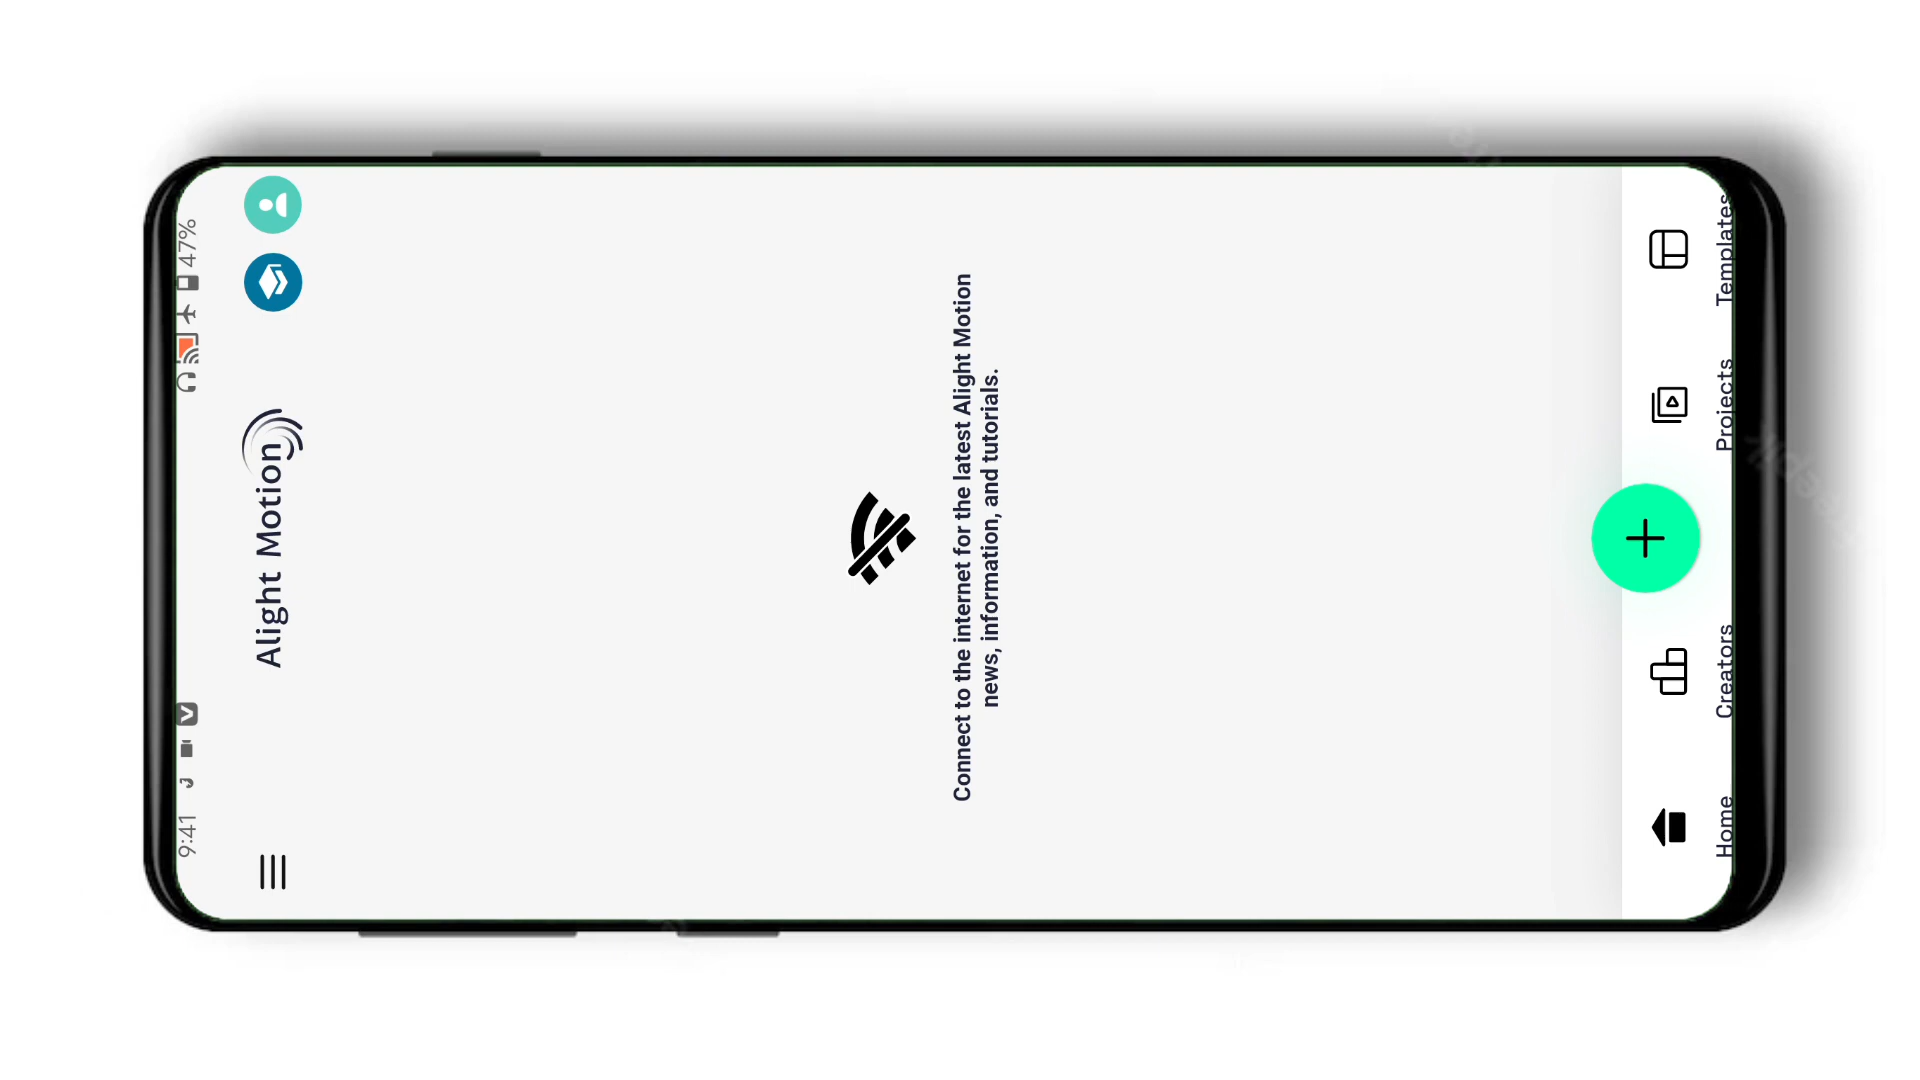 9:41
47%
Alight Motion
Connect to the internet for the latest Alight Motion
news, information, and tutorials.
Home
Creators
Projects
Templates